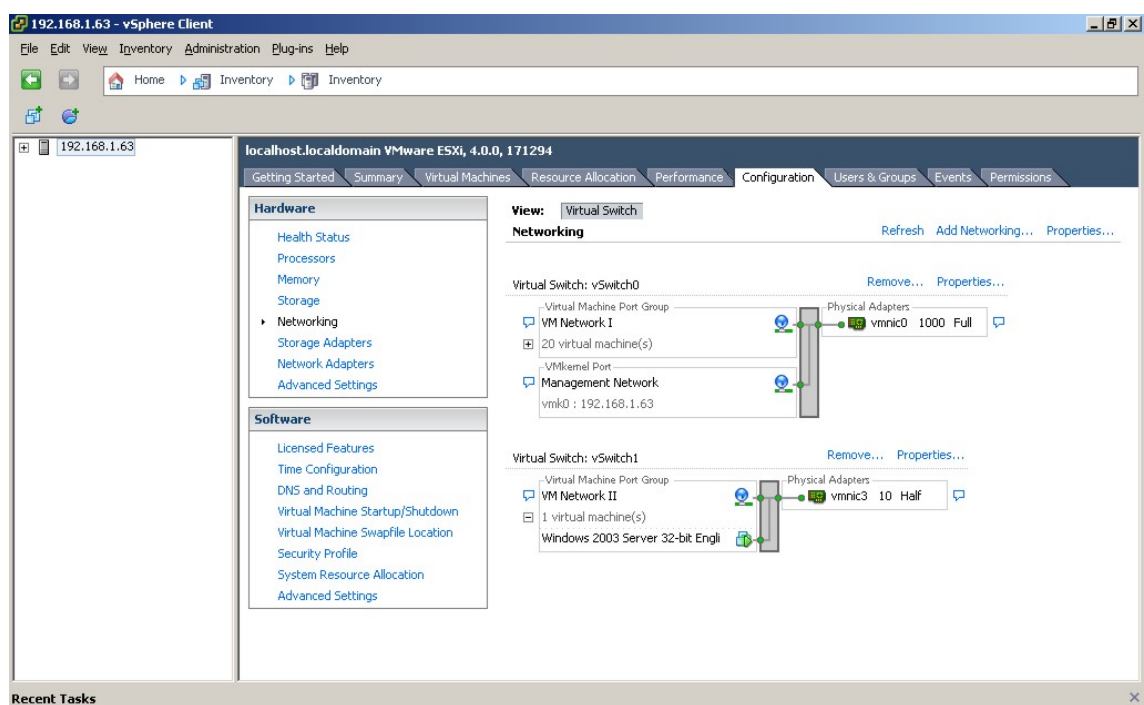 192.168.1.63 - vSphere Client
File Edit View Inventory Administration Plug-ins Help
Home Inventory Inventory
192.168.1.63
localhost.localdomain VMware ESXi, 4.0.0, 171294
Getting Started Summary Virtual Machines Resource Allocation Performance Configuration Users & Groups Events Permissions
Hardware
Health Status
Processors
Memory
Storage
Networking
Storage Adapters
Network Adapters
Advanced Settings
Software
Licensed Features
Time Configuration
DNS and Routing
Virtual Machine Startup/Shutdown
Virtual Machine Swapfile Location
Security Profile
System Resource Allocation
Advanced Settings
View: Virtual Switch
Networking Refresh Add Networking... Properties...
Virtual Switch: vSwitch0 Remove... Properties...
Virtual Machine Port Group Physical Adapters
VM Network I vmnic0 1000 Full
20 virtual machine(s)
VMkernel Port
Management Network
vmk0 : 192.168.1.63
Virtual Switch: vSwitch1 Remove... Properties...
Virtual Machine Port Group Physical Adapters
VM Network II vmnic3 10 Half
1 virtual machine(s)
Windows 2003 Server 32-bit Engli
Recent Tasks